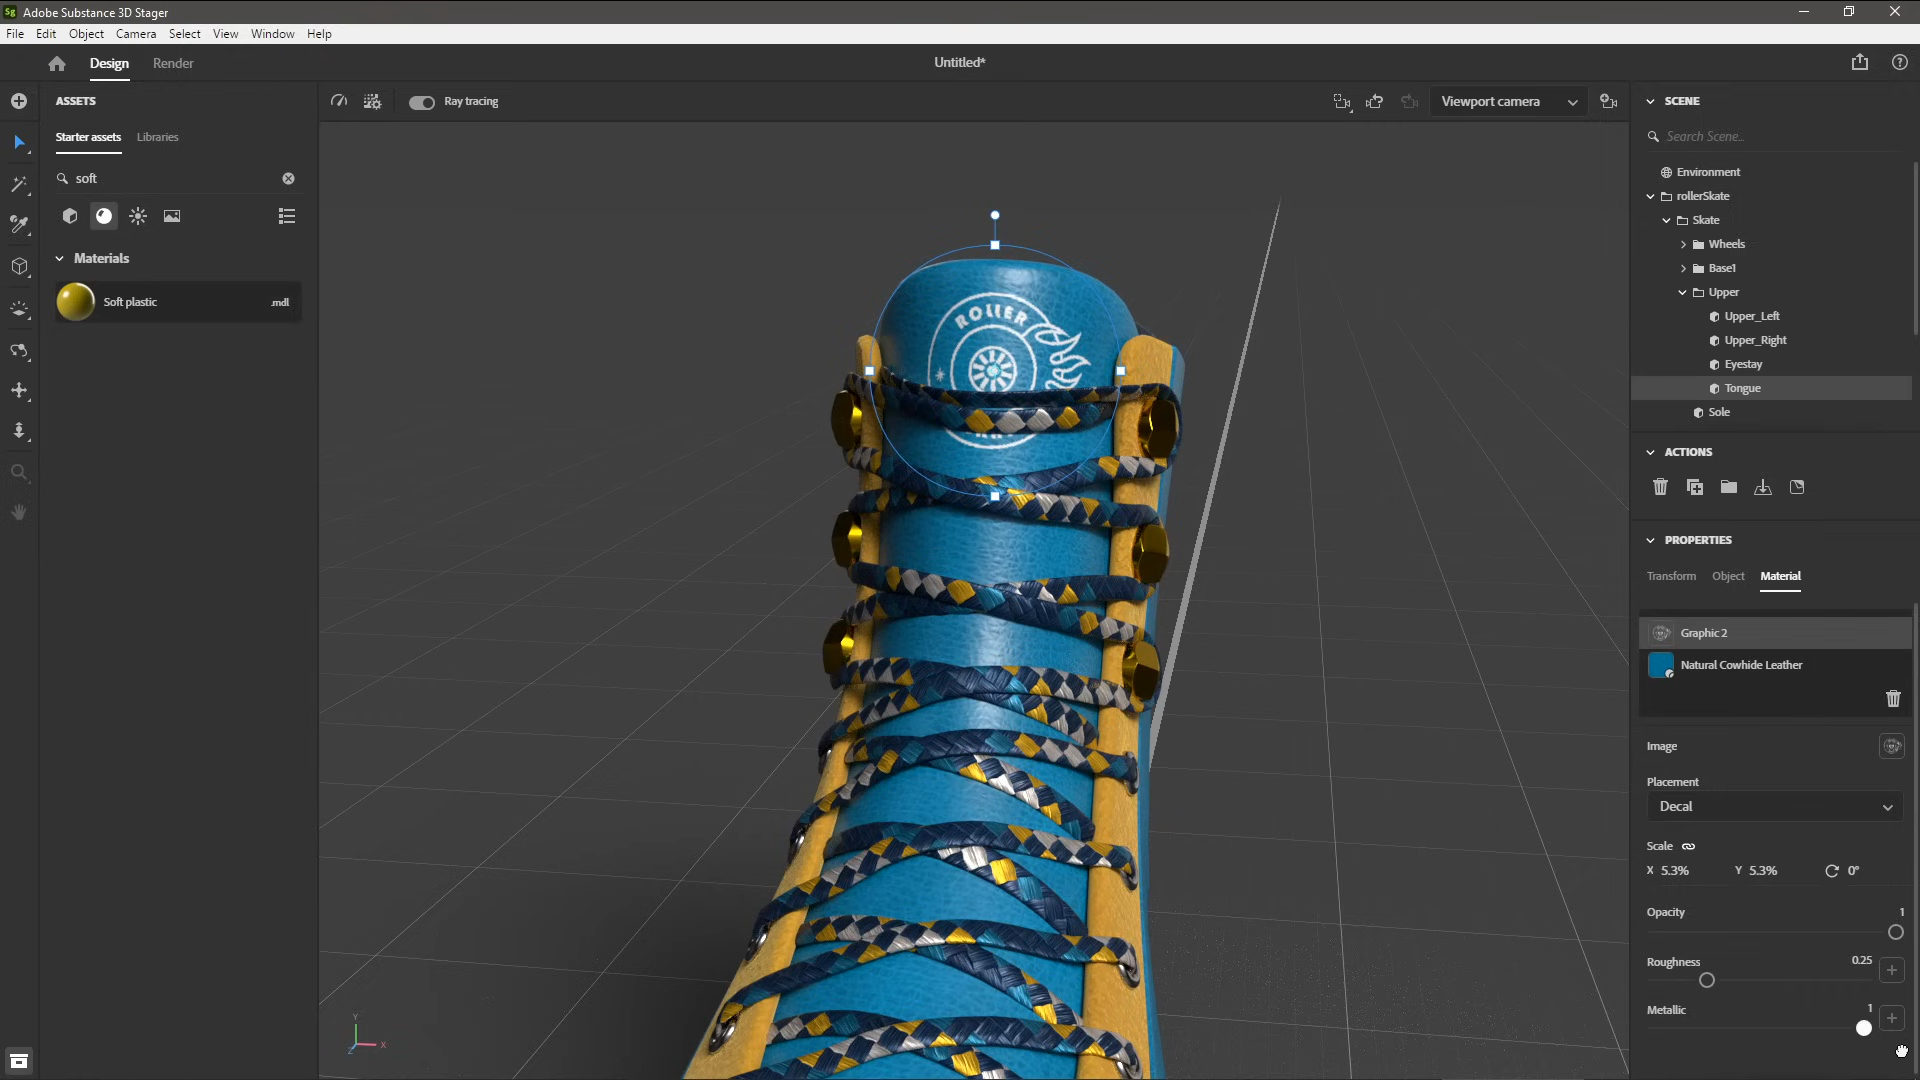 Sg Adobe Substance 3D Stager
File Edit Object Camera Select View Window Help
Design Render Untitled*
ASSETS
Starter assets Libraries
soft
Materials
Soft plastic .mdl
Ray tracing
Viewport camera
ROLLER
Y
Z X
SCENE
Search Scene...
Environment
rollerSkate
Skate
Wheels
Base1
Upper
Upper_Left
Upper_Right
Eyestay
Tongue
Sole
ACTIONS
PROPERTIES
Transform Object Material
Graphic 2
Natural Cowhide Leather
Image
Placement
Decal
Scale
X 5.3% Y 5.3% 0°
Opacity 1
Roughness 0.25
Metallic 1